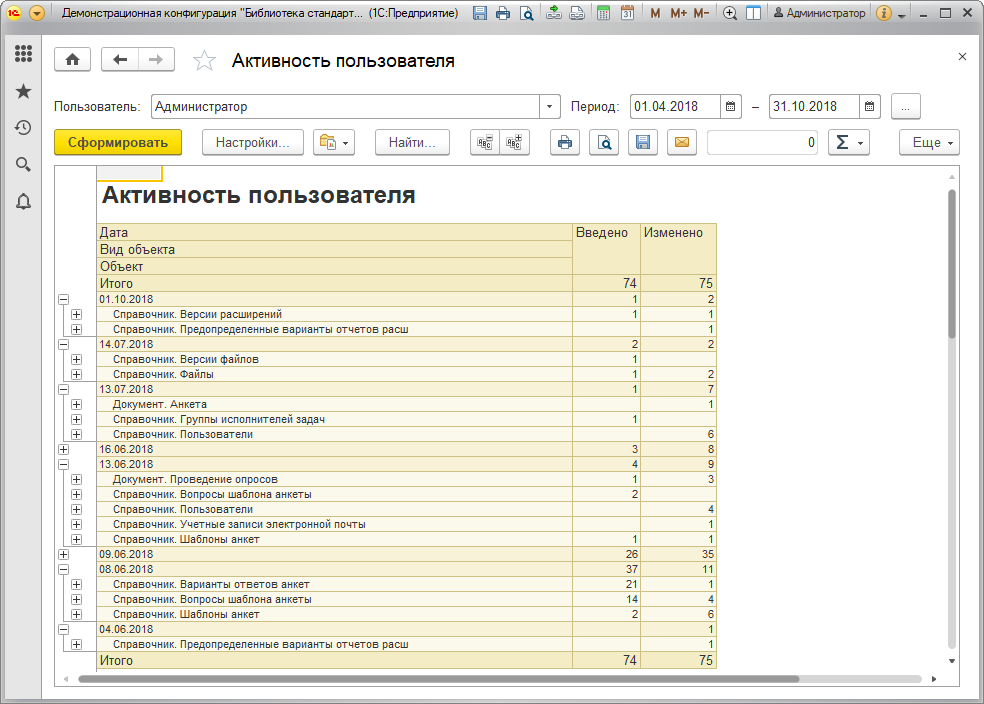 Демонстрационная конфигурация "Библиотека стандарт... (1С:Предприятие) M M+ M- Администратор
Активность пользователя
Пользователь: Администратор Период: 01.04.2018 – 31.10.2018 ...
Сформировать Настройки... Найти... 0 Σ Еще
Активность пользователя
Дата Введено Изменено
Вид объекта
Объект
Итого 74 75
01.10.2018 1 2
Справочник. Версии расширений 1 1
Справочник. Предопределенные варианты отчетов расш 1
14.07.2018 2 2
Справочник. Версии файлов 1
Справочник. Файлы 1 2
13.07.2018 1 7
Документ. Анкета 1
Справочник. Группы исполнителей задач 1
Справочник. Пользователи 6
16.06.2018 3 8
13.06.2018 4 9
Документ. Проведение опросов 1 3
Справочник. Вопросы шаблона анкеты 2
Справочник. Пользователи 4
Справочник. Учетные записи электронной почты 1
Справочник. Шаблоны анкет 1 1
09.06.2018 26 35
08.06.2018 37 11
Справочник. Варианты ответов анкет 21 1
Справочник. Вопросы шаблона анкеты 14 4
Справочник. Шаблоны анкет 2 6
04.06.2018 1
Справочник. Предопределенные варианты отчетов расш 1
Итого 74 75